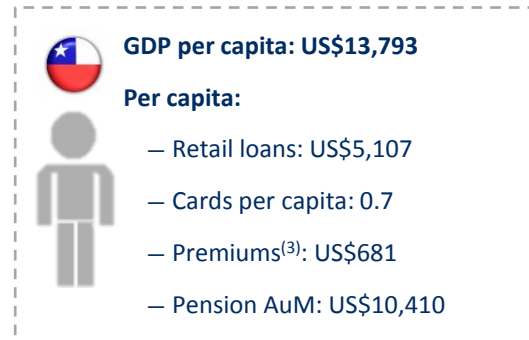 GDP per capita: US$13,793
Per capita:
— Retail loans: US$5,107
— Cards per capita: 0.7
— Premiums(3): US$681
— Pension AuM: US$10,410